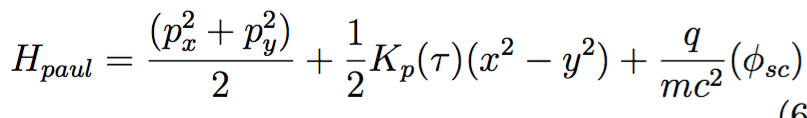 H_{paul} = \frac{(p_x^2 + p_y^2)}{2} + \frac{1}{2} K_p(\tau)(x^2 - y^2) + \frac{q}{mc^2}(\phi_{sc})
(6